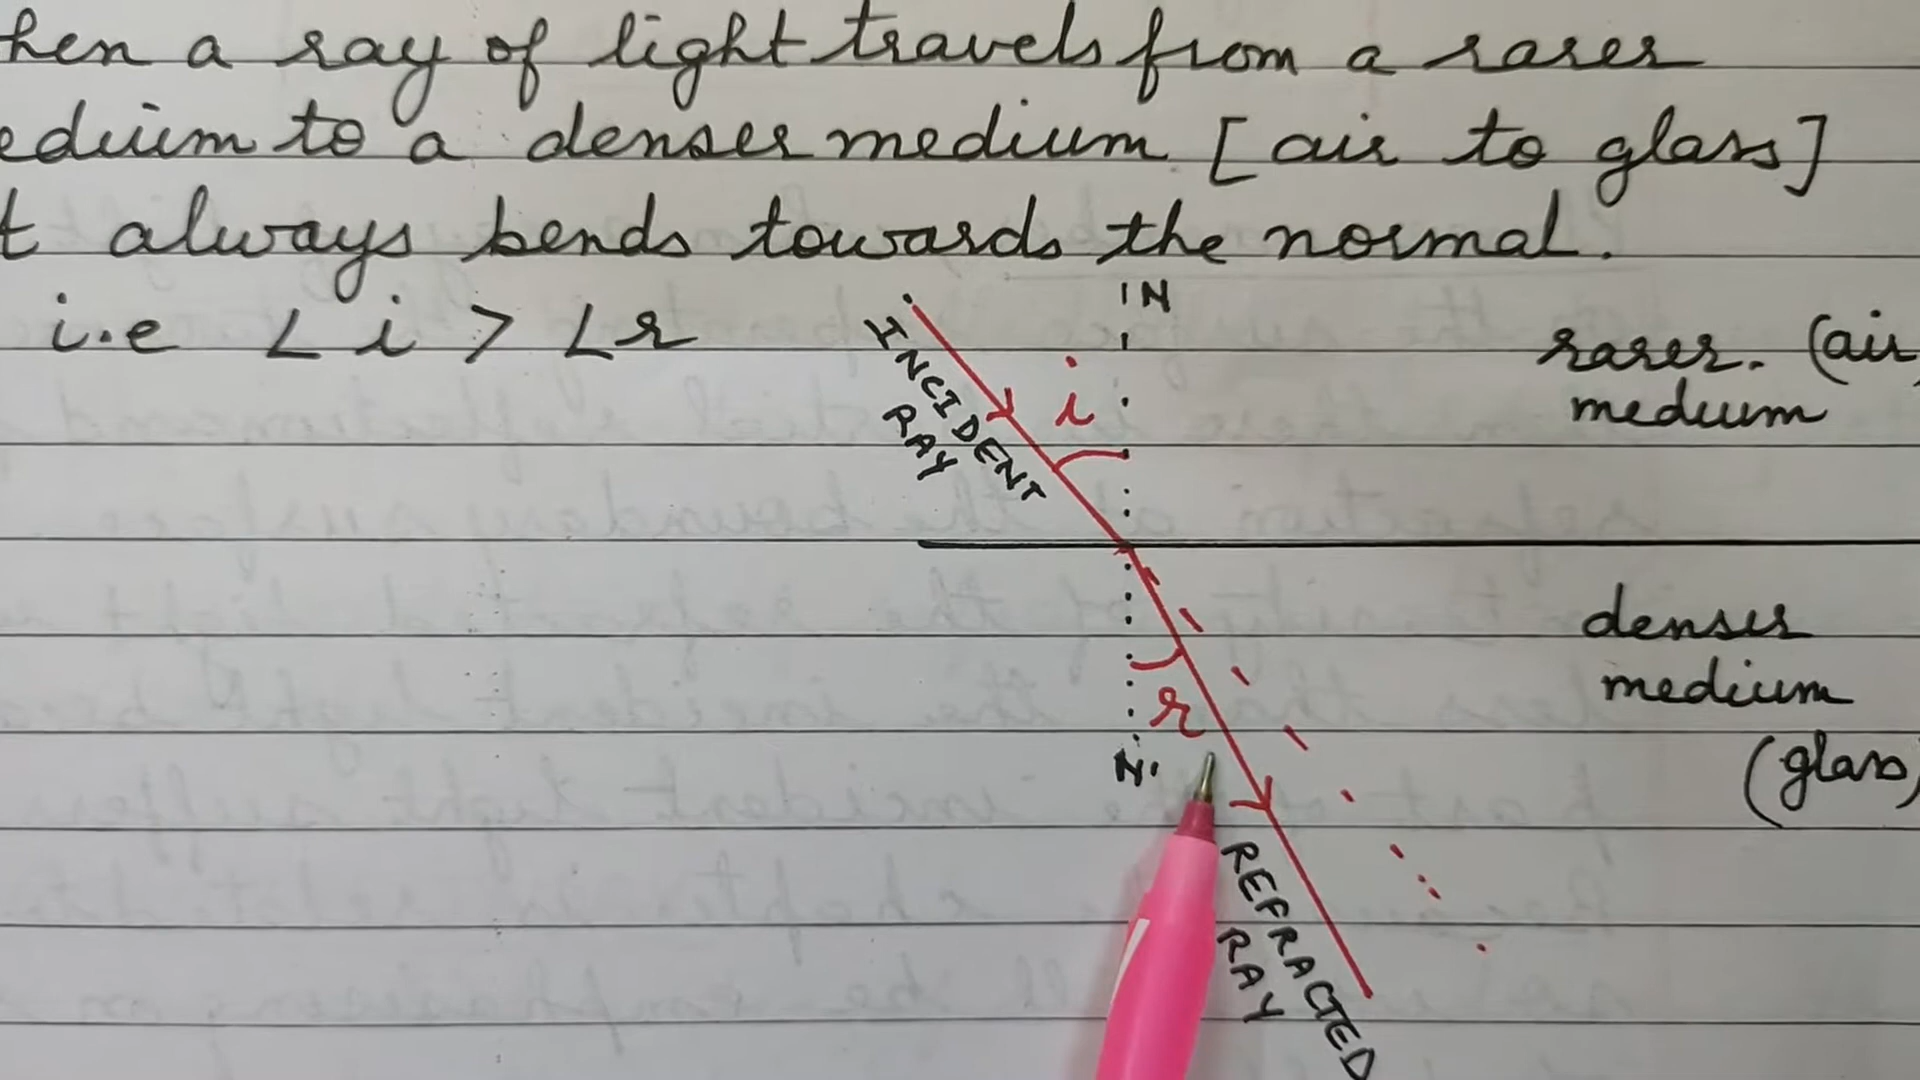 hen a ray of light travels from a rarer
edium to a denser medium [air to glass]
t always bends towards the normal.
i.e ∠i > ∠r
N
INCIDENT
RAY
i
rarer. (air
medium
denser
medium
(glass)
r
N'
REFRACTED
RAY